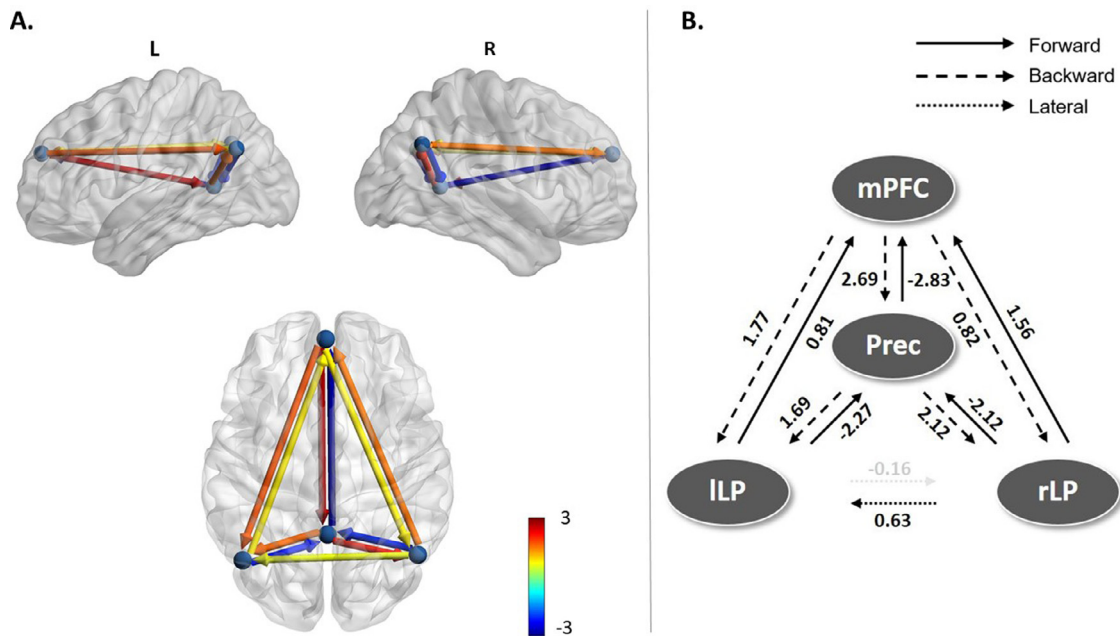 A.
L
R
3
-3
B.
Forward
Backward
Lateral
mPFC
2.69
-2.83
1.77
0.81
0.82
1.56
Prec
1.69
-2.27
2.12
-2.12
lLP
-0.16
0.63
rLP